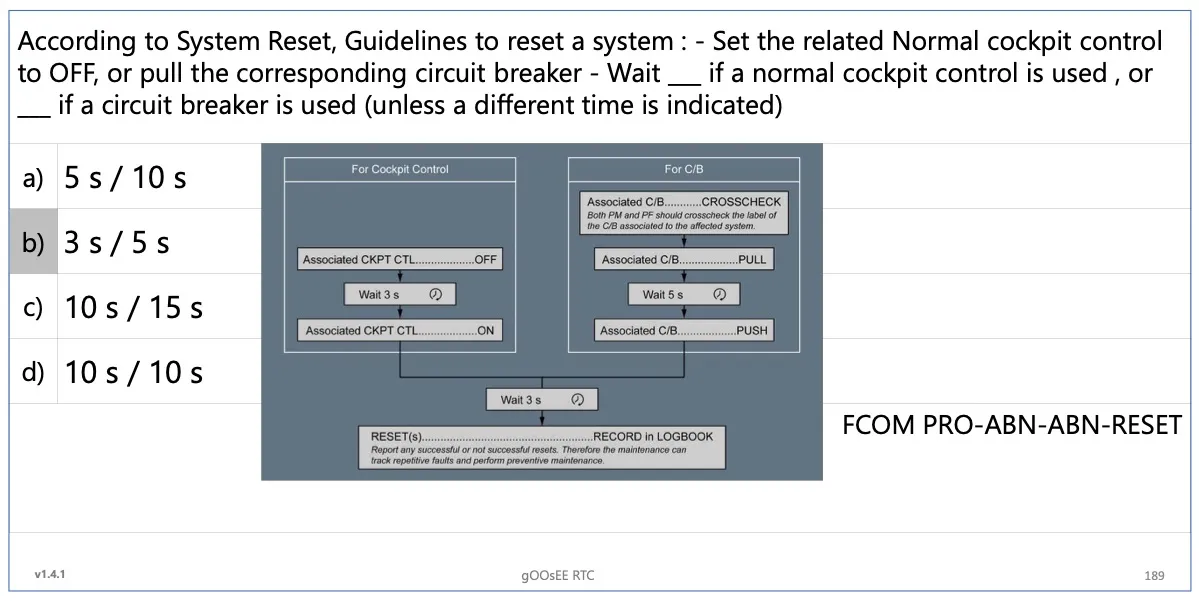 According to System Reset, Guidelines to reset a system : - Set the related Normal cockpit control
to OFF, or pull the corresponding circuit breaker - Wait ___ if a normal cockpit control is used , or
___ if a circuit breaker is used (unless a different time is indicated)
a) 5 s / 10 s
b) 3 s / 5 s
c) 10 s / 15 s
d) 10 s / 10 s
For Cockpit Control
Associated CKPT CTL..................OFF
Wait 3 s
Associated CKPT CTL..................ON
For C/B
Associated C/B...........CROSSCHECK
Both PM and PF should crosscheck the label of
the C/B associated to the affected system.
Associated C/B..................PULL
Wait 5 s
Associated C/B..................PUSH
Wait 3 s
RESET(s)....................................................RECORD in LOGBOOK
Report any successful or not successful resets. Therefore the maintenance can
track repetitive faults and perform preventive maintenance.
FCOM PRO-ABN-ABN-RESET
v1.4.1
gOOsEE RTC
189